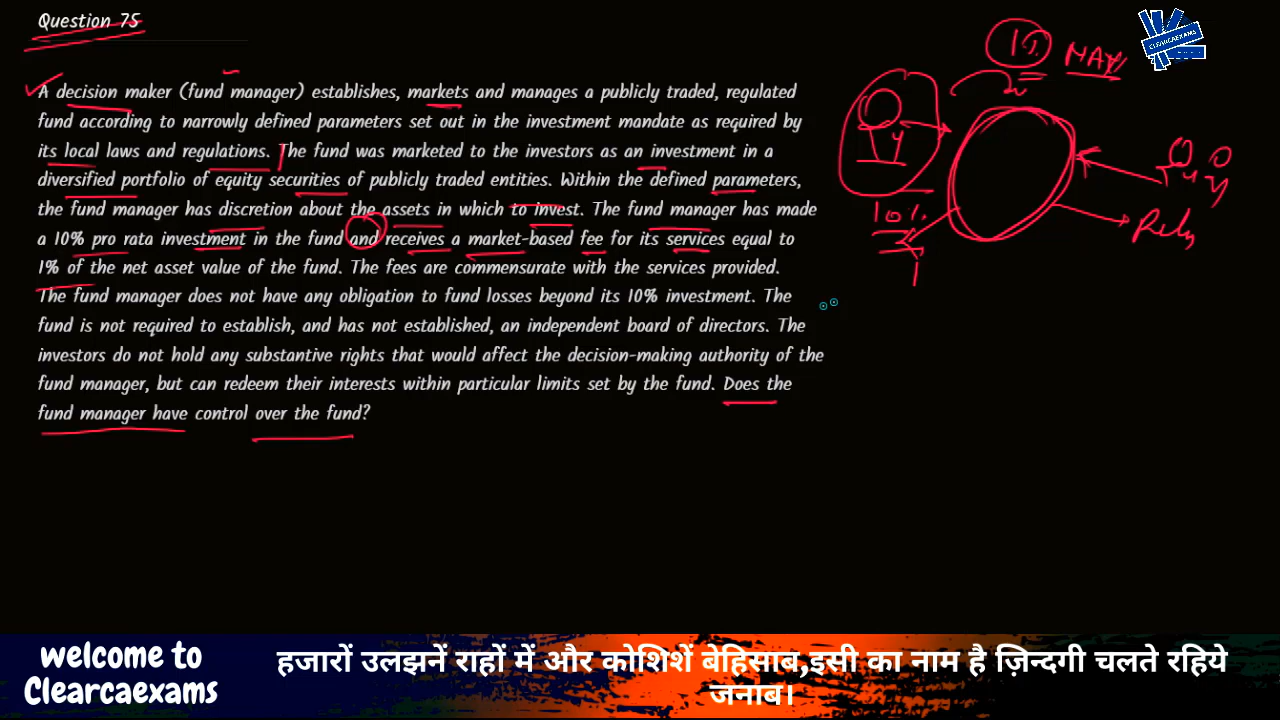 Question 75
A decision maker (fund manager) establishes, markets and manages a publicly traded, regulated
fund according to narrowly defined parameters set out in the investment mandate as required by
its local laws and regulations. The fund was marketed to the investors as an investment in a
diversified portfolio of equity securities of publicly traded entities. Within the defined parameters,
the fund manager has discretion about the assets in which to invest. The fund manager has made
a 10% pro rata investment in the fund and receives a market-based fee for its services equal to
1% of the net asset value of the fund. The fees are commensurate with the services provided.
The fund manager does not have any obligation to fund losses beyond its 10% investment. The
fund is not required to establish, and has not established, an independent board of directors. The
investors do not hold any substantive rights that would affect the decision-making authority of the
fund manager, but can redeem their interests within particular limits set by the fund. Does the
fund manager have control over the fund?
1%
10%
CLEARCAEXAMS
welcome to
Clearcaexams
हजारों उलझनें राहों में और कोशिशें बेहिसाब,इसी का नाम है ज़िन्दगी चलते रहिये
जनाब।